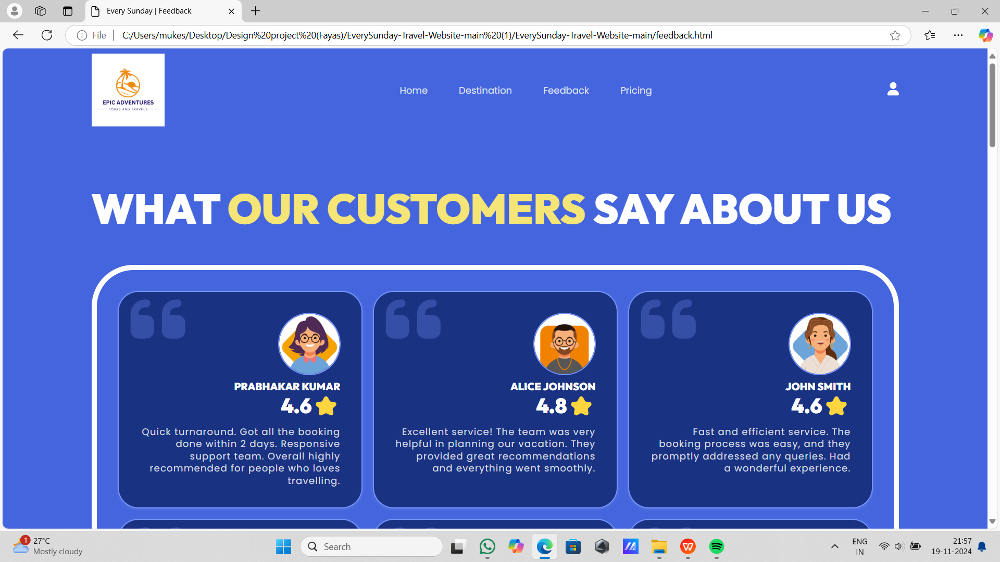 Every Sunday | Feedback
File
C:/Users/mukes/Desktop/Design%20project%20(Fayas)/EverySunday-Travel-Website-main%20(1)/EverySunday-Travel-Website-main/feedback.html
EPIC ADVENTURES
TOURS AND TRAVELS
Home Destination Feedback Pricing
WHAT OUR CUSTOMERS SAY ABOUT US
PRABHAKAR KUMAR
4.6
Quick turnaround. Got all the booking
done within 2 days. Responsive
support team. Overall highly
recommended for people who loves
travelling.
ALICE JOHNSON
4.8
Excellent service! The team was very
helpful in planning our vacation. They
provided great recommendations
and everything went smoothly.
JOHN SMITH
4.6
Fast and efficient service. The
booking process was easy, and they
promptly addressed any queries. Had
a wonderful experience.
1
27°C
Mostly cloudy
Search
ENG
IN
21:57
19-11-2024